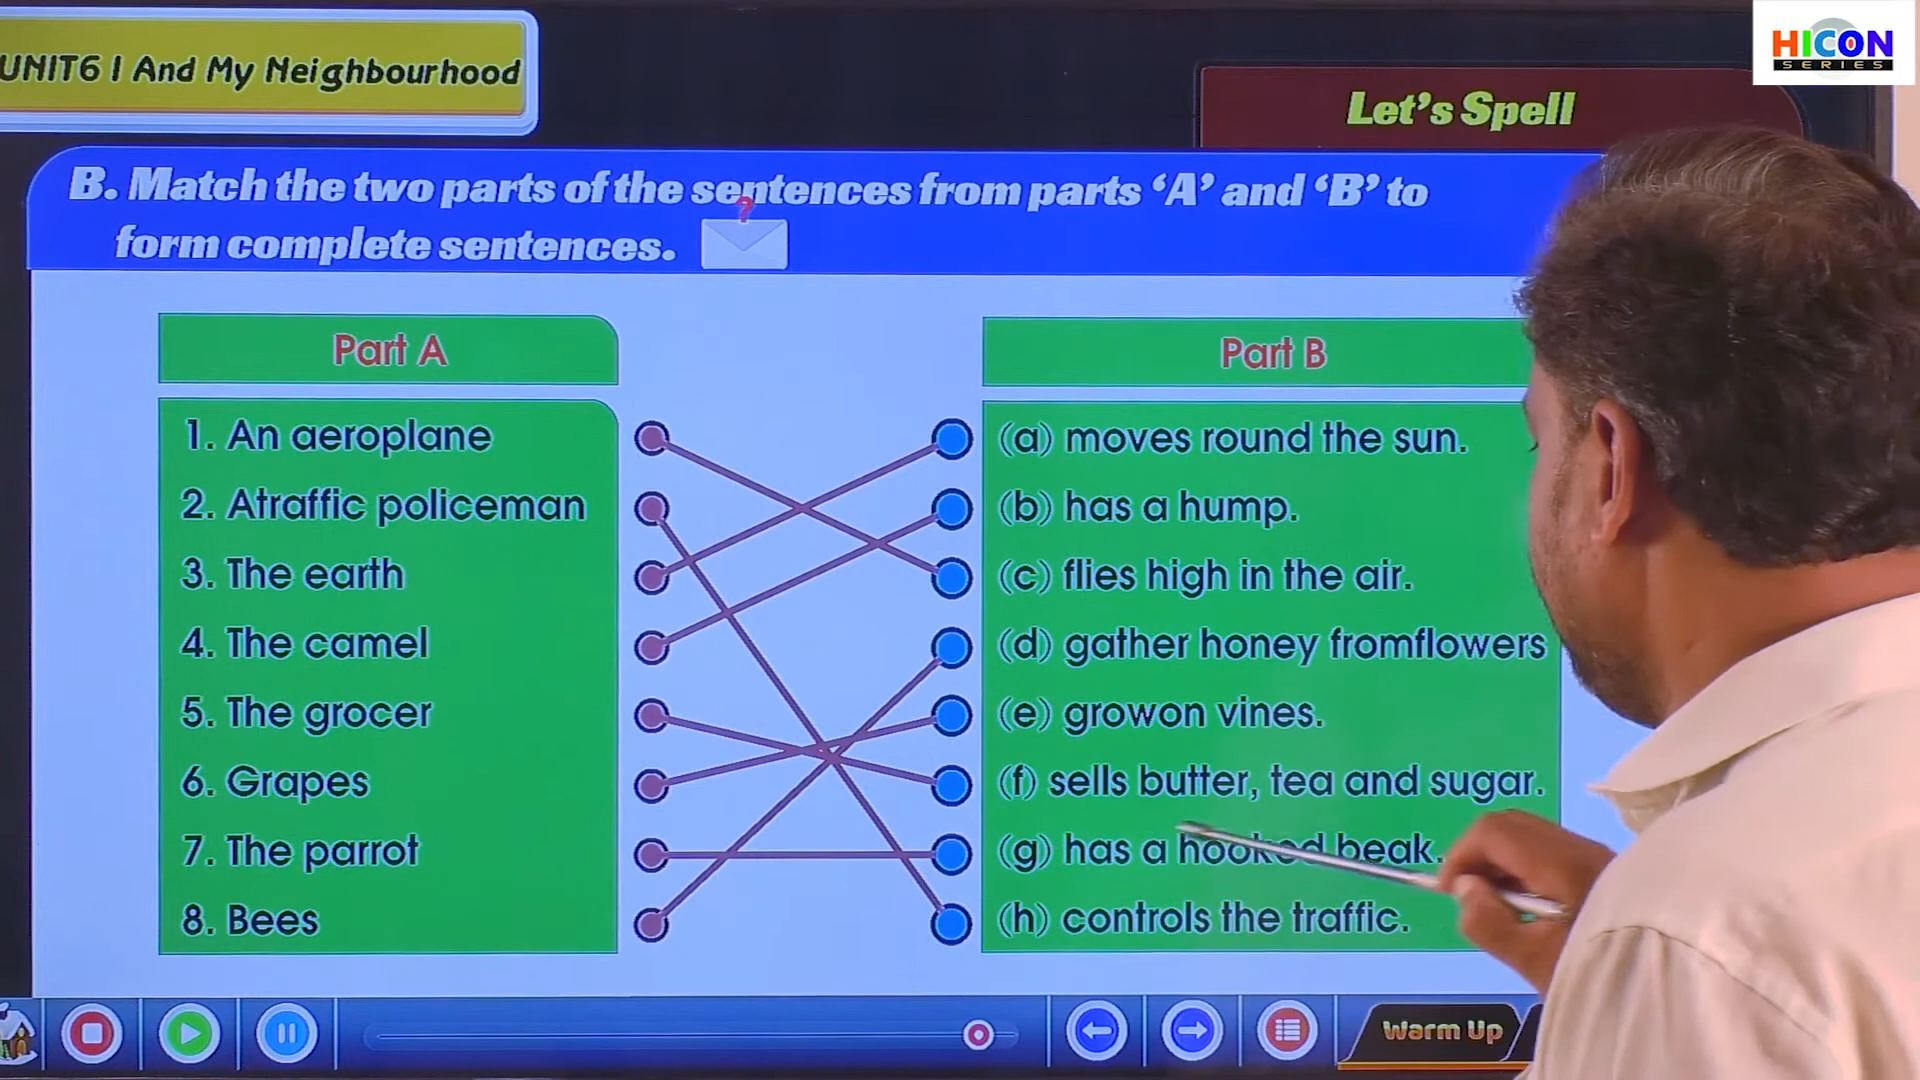 UNIT6 I And My Neighbourhood
HICON
SERIES
Let's Spell
B. Match the two parts of the sentences from parts ‘A’ and ‘B’ to
form complete sentences.
?
Part A
Part B
1. An aeroplane
2. Atraffic policeman
3. The earth
4. The camel
5. The grocer
6. Grapes
7. The parrot
8. Bees
(a) moves round the sun.
(b) has a hump.
(c) flies high in the air.
(d) gather honey fromflowers
(e) growon vines.
(f) sells butter, tea and sugar.
(g) has a hooked beak.
(h) controls the traffic.
Warm Up